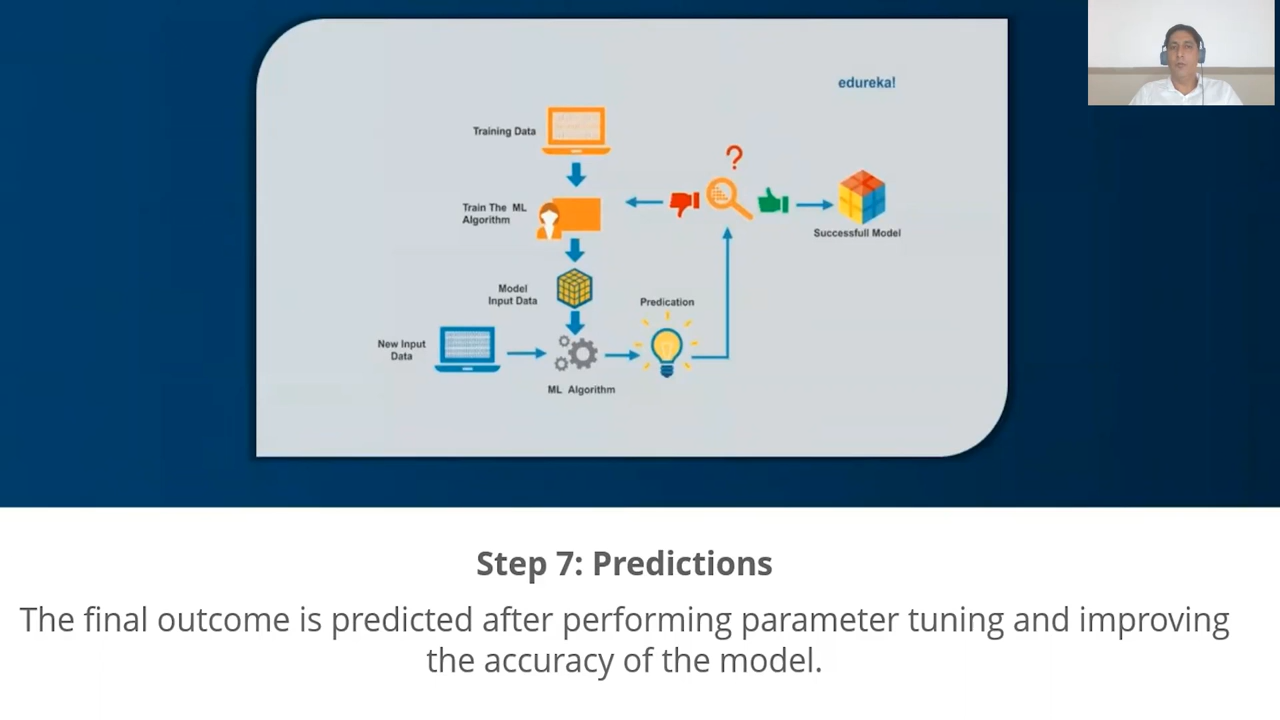 edureka!
Training Data
?
Train The ML
Algorithm
Successfull Model
Model
Input Data
Predication
New Input
Data
ML Algorithm
Step 7: Predictions
The final outcome is predicted after performing parameter tuning and improving
the accuracy of the model.